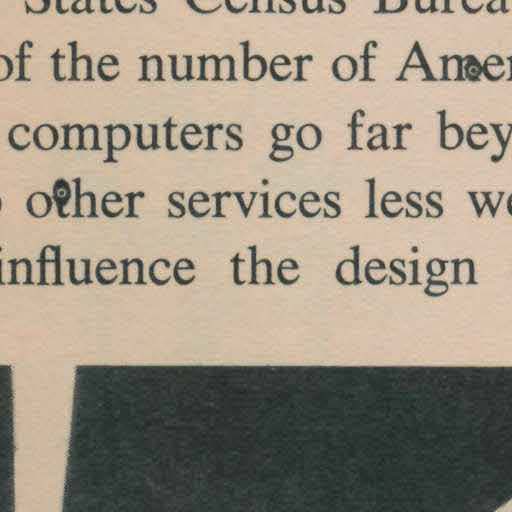 States Census Burea
of the number of Amer
computers go far bey
other services less we
influence the design